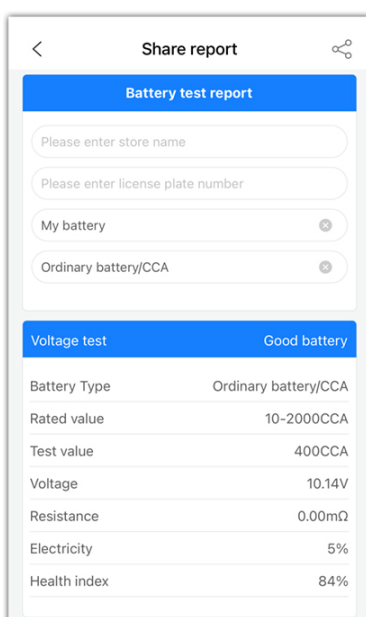 Share report
Battery test report
Please enter store name
Please enter license plate number
My battery
Ordinary battery/CCA
Voltage test Good battery
Battery Type Ordinary battery/CCA
Rated value 10-2000CCA
Test value 400CCA
Voltage 10.14V
Resistance 0.00mΩ
Electricity 5%
Health index 84%